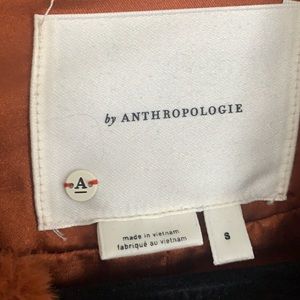 by ANTHROPOLOGIE
A
made in vietnam
fabriqué au vietnam
S